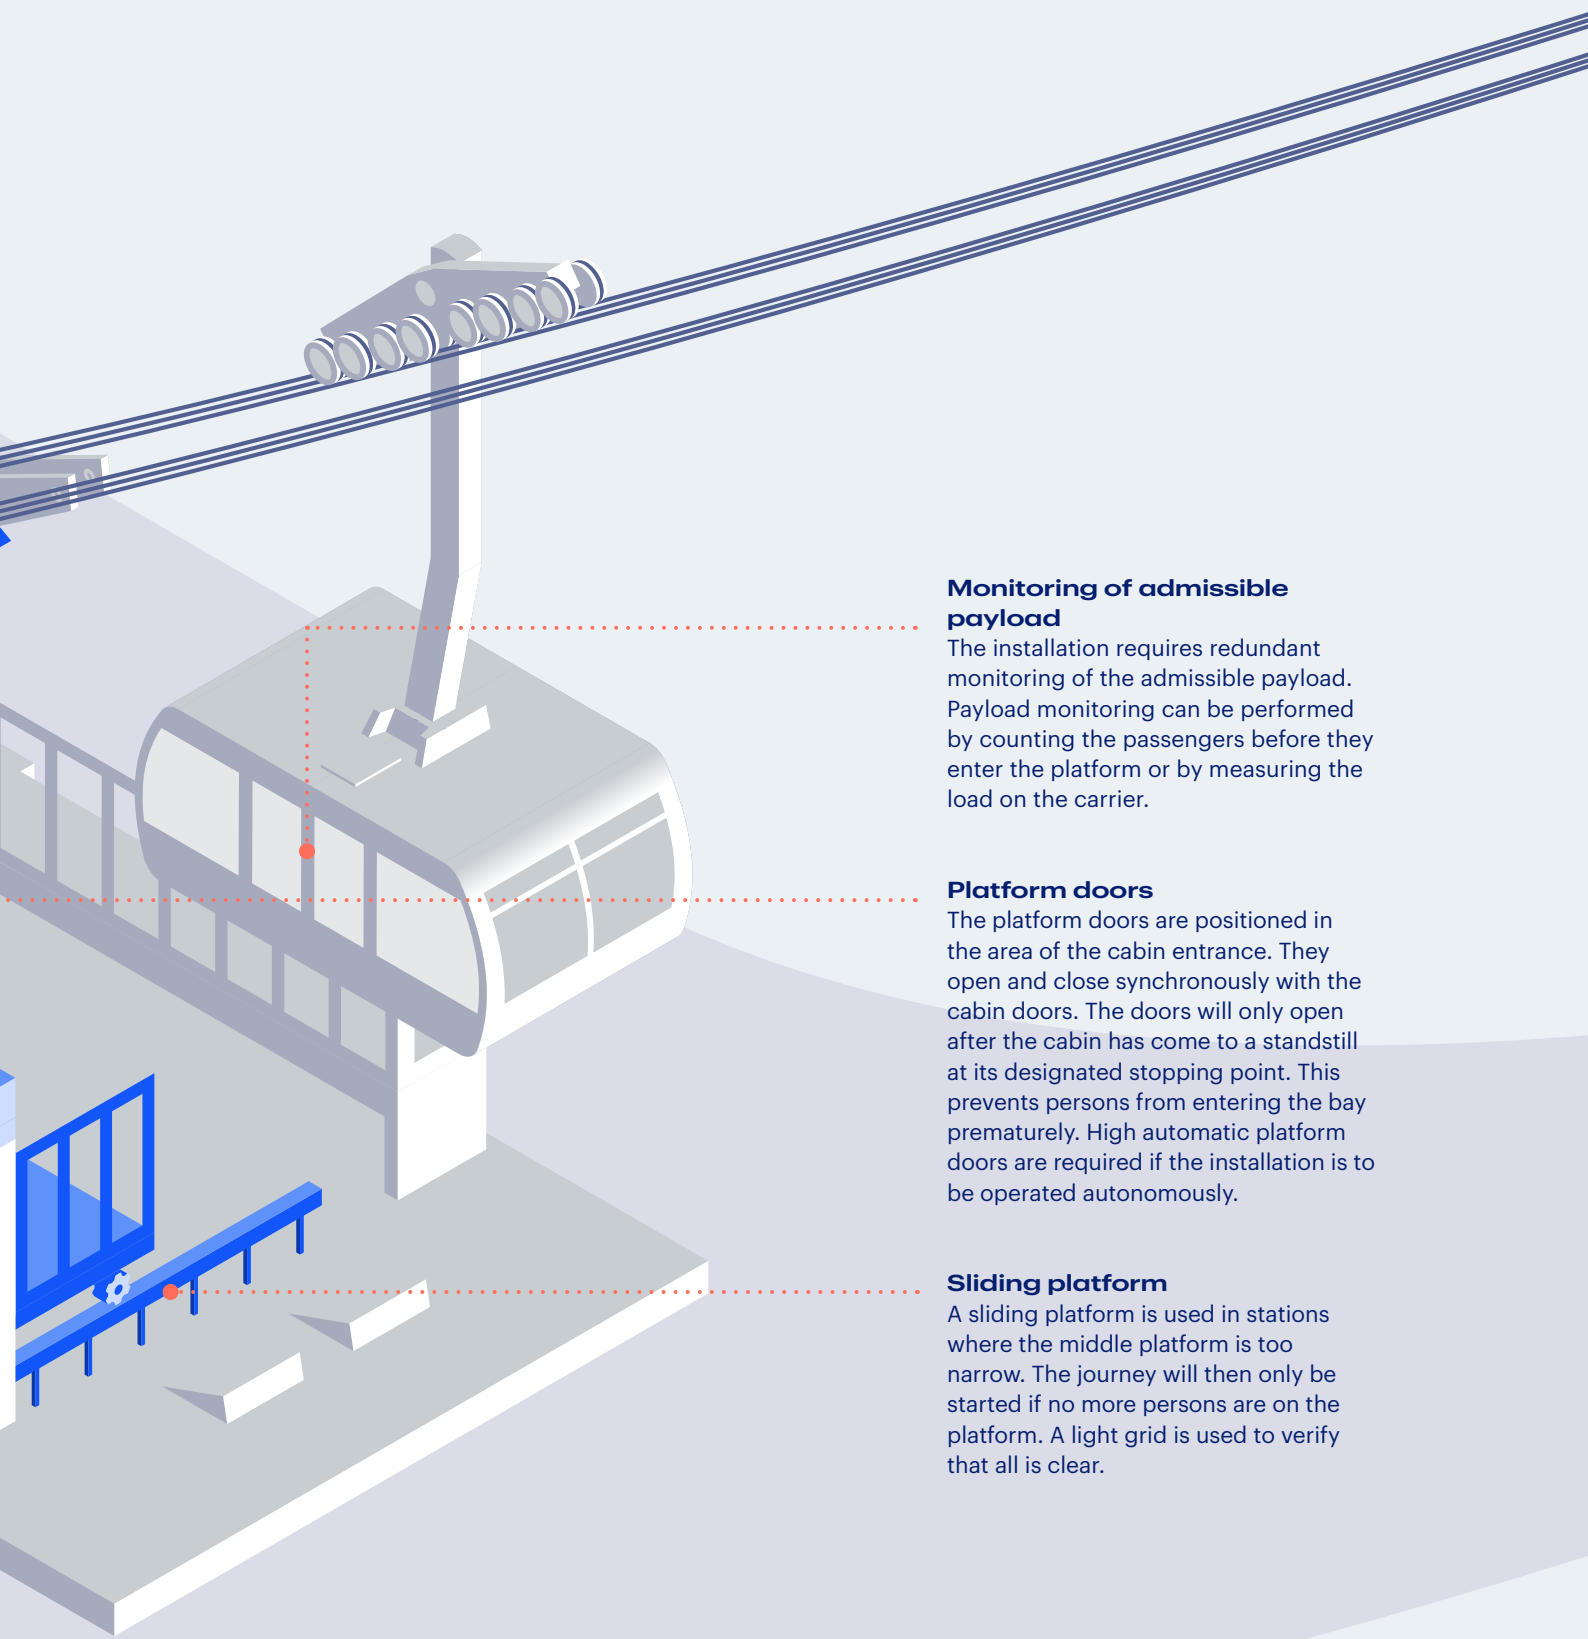 Monitoring of admissible
payload
The installation requires redundant
monitoring of the admissible payload.
Payload monitoring can be performed
by counting the passengers before they
enter the platform or by measuring the
load on the carrier.
Platform doors
The platform doors are positioned in
the area of the cabin entrance. They
open and close synchronously with the
cabin doors. The doors will only open
after the cabin has come to a standstill
at its designated stopping point. This
prevents persons from entering the bay
prematurely. High automatic platform
doors are required if the installation is to
be operated autonomously.
Sliding platform
A sliding platform is used in stations
where the middle platform is too
narrow. The journey will then only be
started if no more persons are on the
platform. A light grid is used to verify
that all is clear.